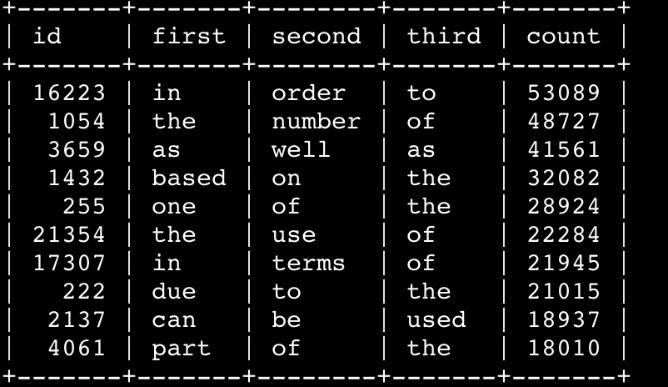 +-------+-------+--------+-------+-------+
| id    | first | second | third | count |
+-------+-------+--------+-------+-------+
| 16223 | in    | order  | to    | 53089 |
|  1054 | the   | number | of    | 48727 |
|  3659 | as    | well   | as    | 41561 |
|  1432 | based | on     | the   | 32082 |
|   255 | one   | of     | the   | 28924 |
| 21354 | the   | use    | of    | 22284 |
| 17307 | in    | terms  | of    | 21945 |
|   222 | due   | to     | the   | 21015 |
|  2137 | can   | be     | used  | 18937 |
|  4061 | part  | of     | the   | 18010 |
+-------+-------+--------+-------+-------+